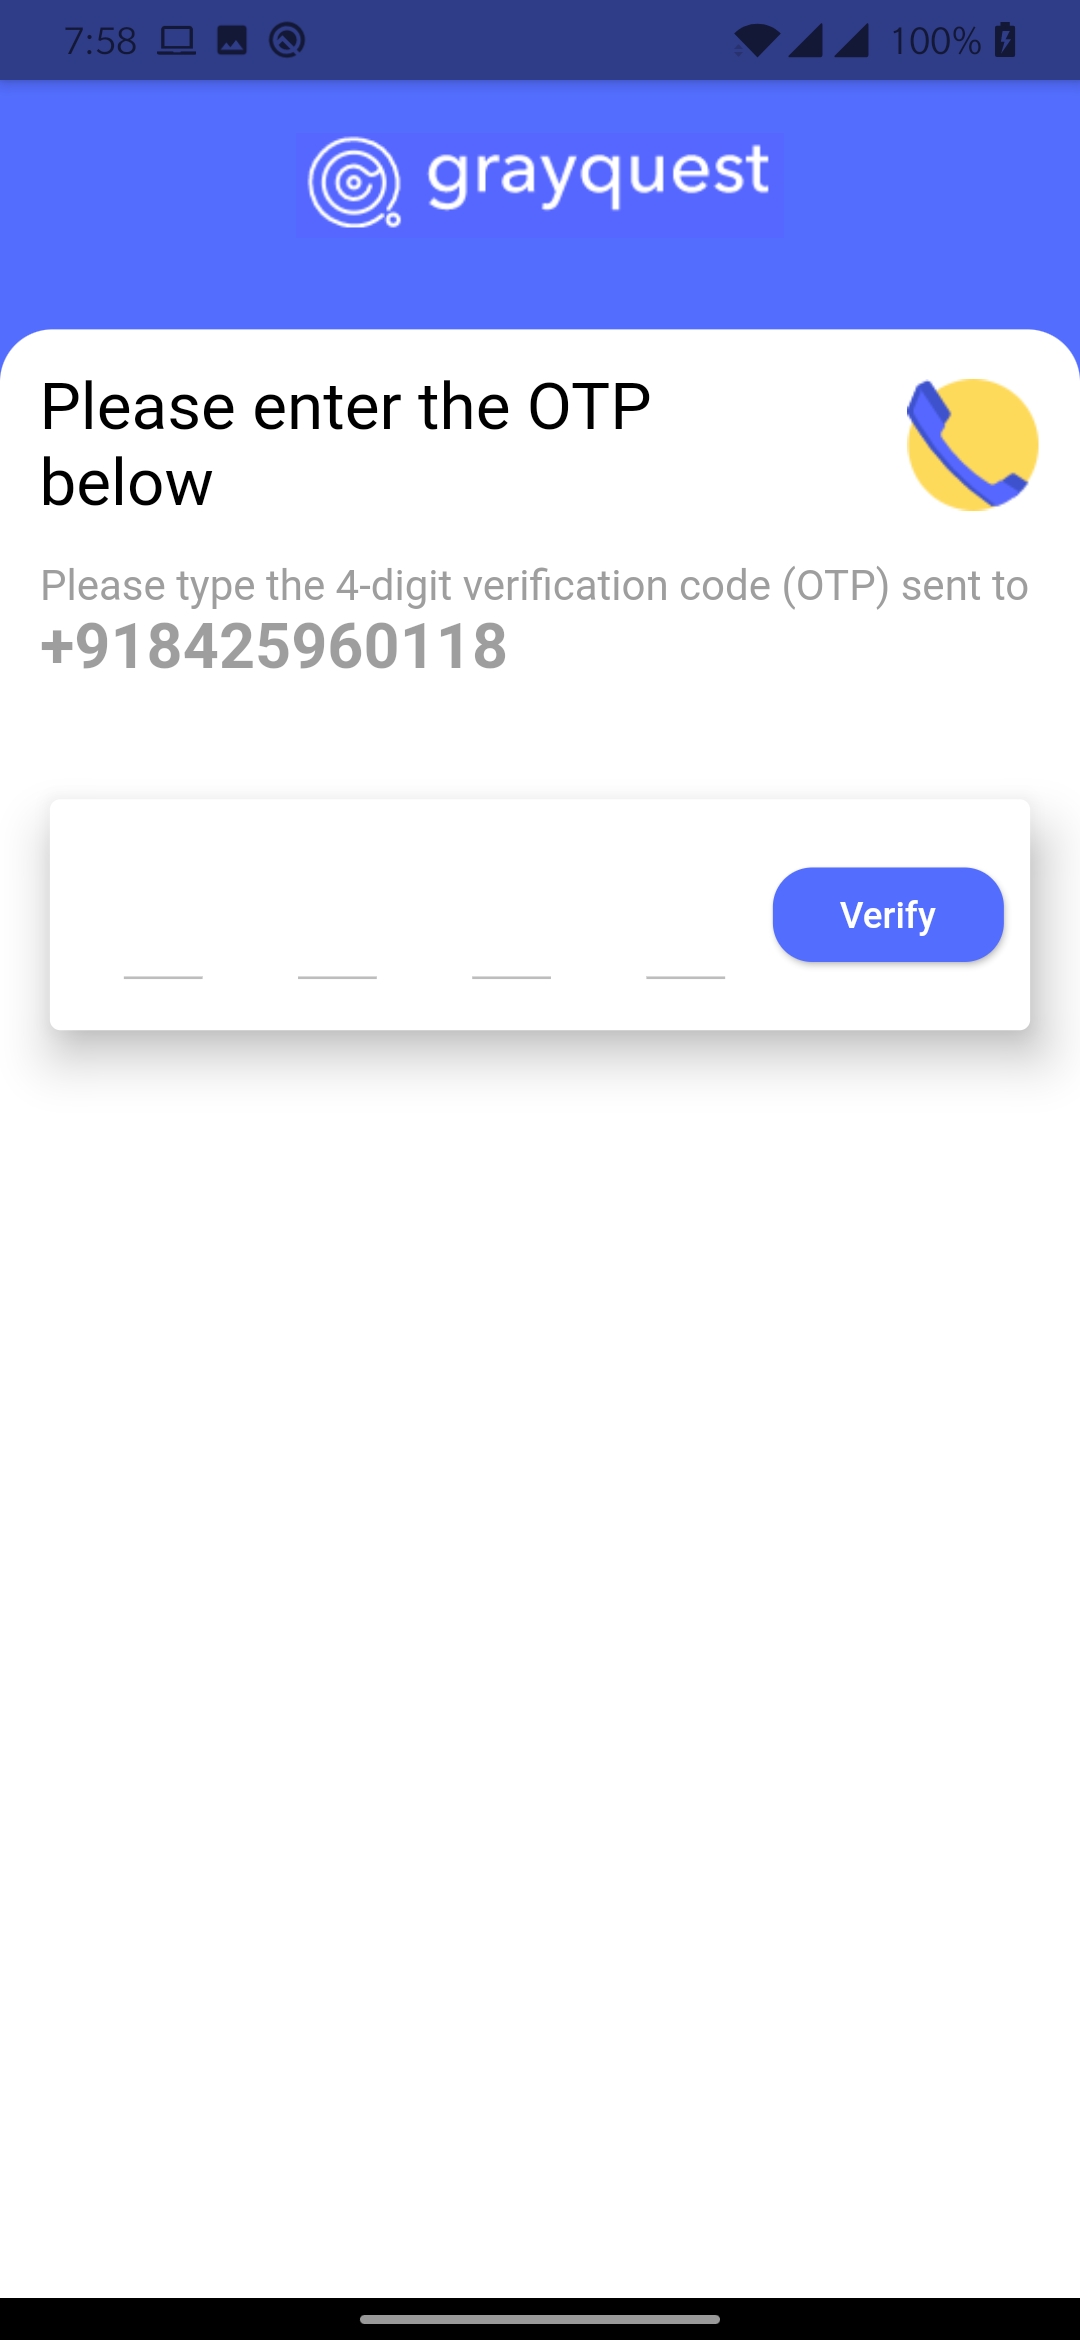 7:58 100%
grayquest
Please enter the OTP
below
Please type the 4-digit verification code (OTP) sent to
+918425960118
Verify